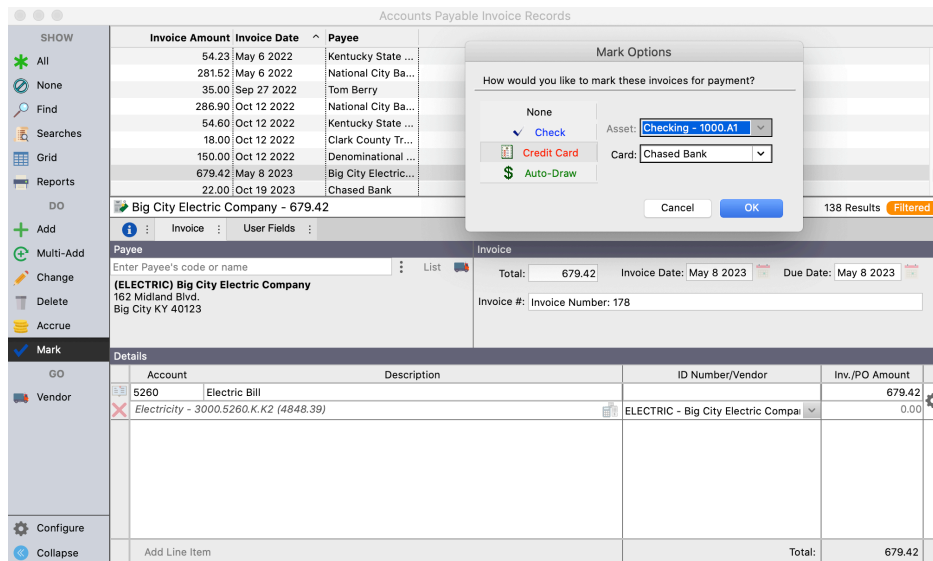 Accounts Payable Invoice Records
SHOW
All
None
Find
Searches
Grid
Reports
DO
Add
Multi-Add
Change
Delete
Accrue
Mark
GO
Vendor
Configure
Collapse
Invoice Amount Invoice Date ^ Payee
54.23 May 6 2022 Kentucky State ...
281.52 May 6 2022 National City Ba...
35.00 Sep 27 2022 Tom Berry
286.90 Oct 12 2022 National City Ba...
54.60 Oct 12 2022 Kentucky State ...
18.00 Oct 12 2022 Clark County Tr...
150.00 Oct 12 2022 Denominational ...
679.42 May 8 2023 Big City Electric...
22.00 Oct 19 2023 Chased Bank
Mark Options
How would you like to mark these invoices for payment?
None
Check
Credit Card
$ Auto-Draw
Asset: Checking - 1000.A1
Card: Chased Bank
Cancel OK
Big City Electric Company - 679.42
138 Results Filtered
Invoice User Fields
Payee
Enter Payee's code or name List
(ELECTRIC) Big City Electric Company
162 Midland Blvd.
Big City KY 40123
Invoice
Total: 679.42 Invoice Date: May 8 2023 Due Date: May 8 2023
Invoice #: Invoice Number: 178
Details
Account Description ID Number/Vendor Inv./PO Amount
5260 Electric Bill 679.42
Electricity - 3000.5260.K.K2 (4848.39) ELECTRIC - Big City Electric Compa 0.00
Add Line Item Total: 679.42